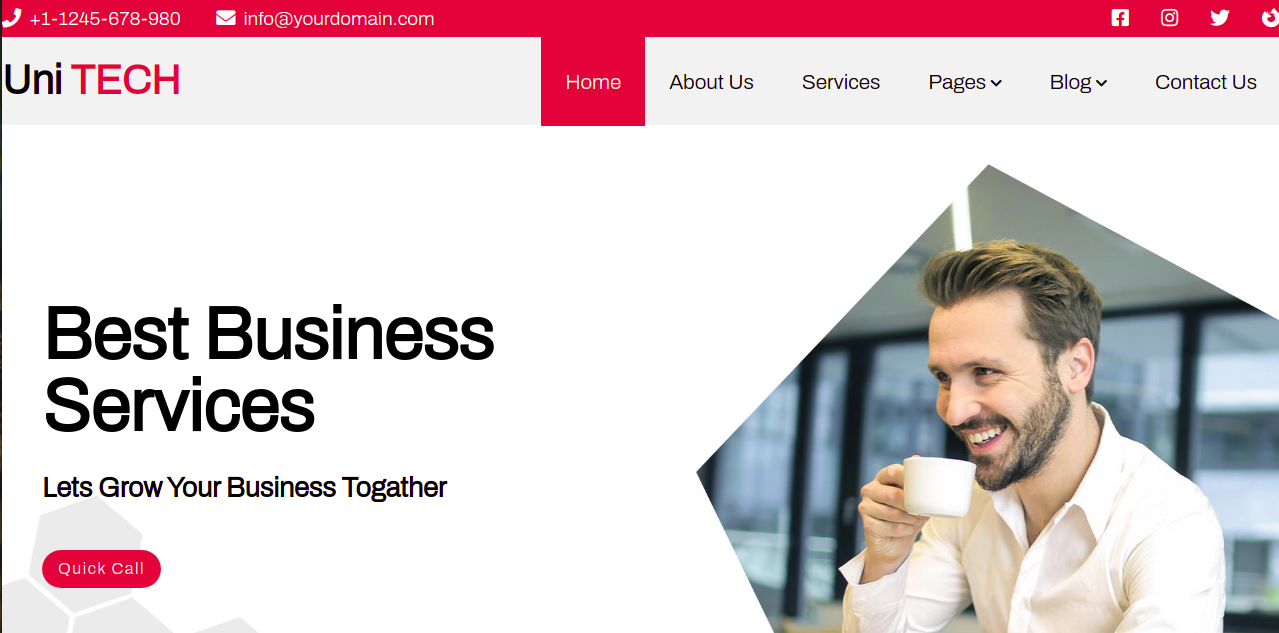 +1-1245-678-980 info@yourdomain.com
Uni TECH Home About Us Services Pages Blog Contact Us
Best Business
Services
Lets Grow Your Business Togather
Quick Call